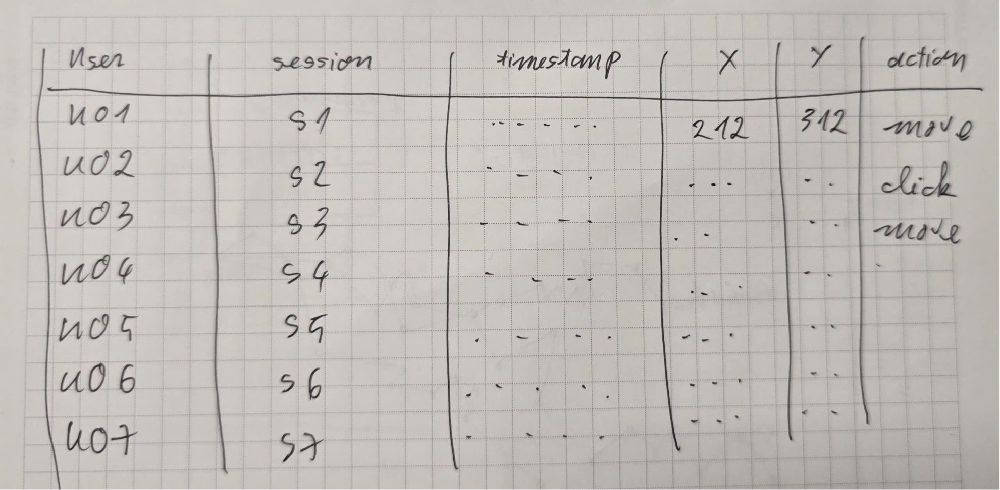 User session timestamp X Y action
u01 s1 ..- - - -. 212 312 move
u02 s2 . - - . . - - - . click
u03 s3 - - - - . - - . move
u04 s4 - - - - . - . - .
u05 s5 . - - . - - . . .
u06 s6 . - . . . - - . - .
u07 s7 - - - - - - . - -